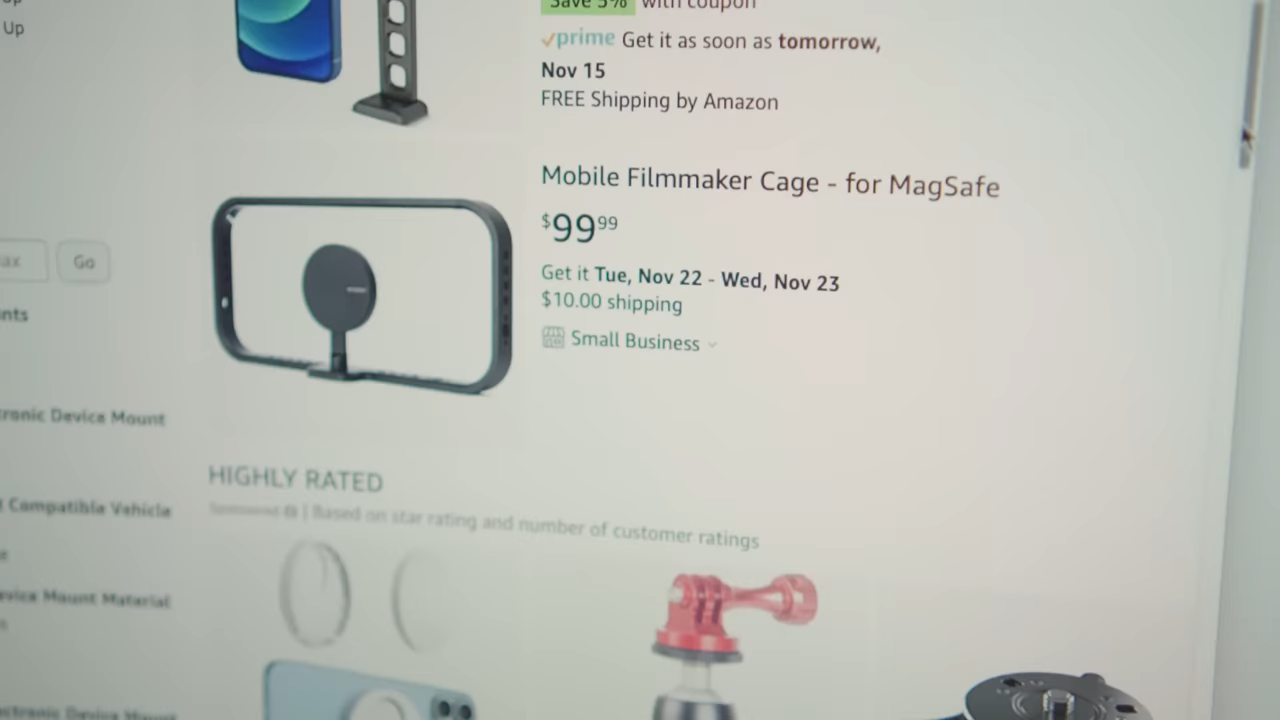 Up
Save 5% with coupon
prime Get it as soon as tomorrow,
Nov 15
FREE Shipping by Amazon
Mobile Filmmaker Cage - for MagSafe
$99 99
Go
Get it Tue, Nov 22 - Wed, Nov 23
$10.00 shipping
Small Business
Device Mount
HIGHLY RATED
Compatible Vehicle
Sponsored | Based on star rating and number of customer ratings
Mount Material